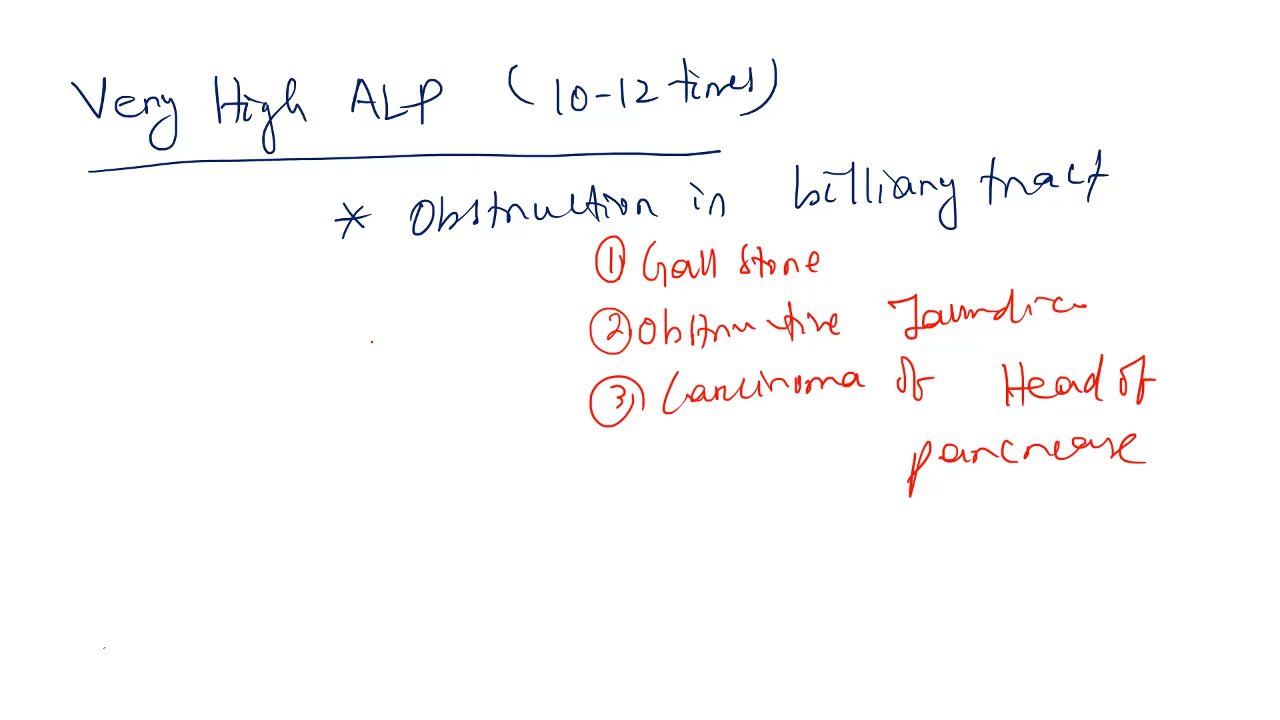 Very High ALP (10-12 times)
* Obstruction in billiary tract
① Gall stone
② Obstructive Jaundice
③ Carcinoma of Head of
pancrease